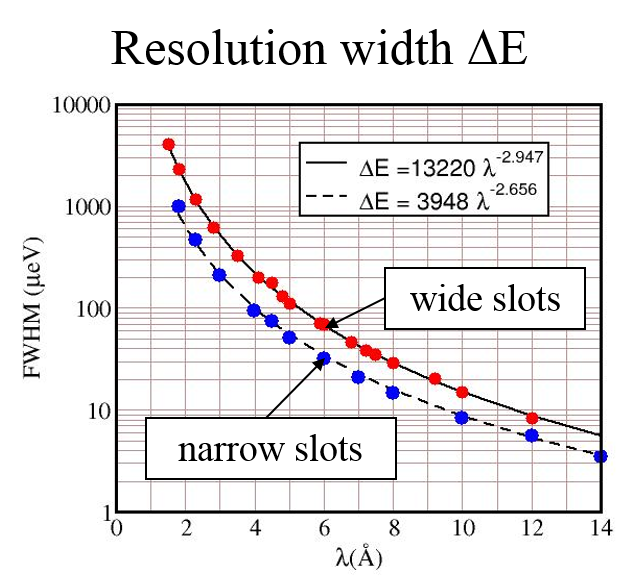 Resolution width ΔE
10000
1000
100
10
1
FWHM (μeV)
ΔE =13220 λ^-2.947
ΔE = 3948 λ^-2.656
wide slots
narrow slots
0 2 4 6 8 10 12 14
λ(Å)